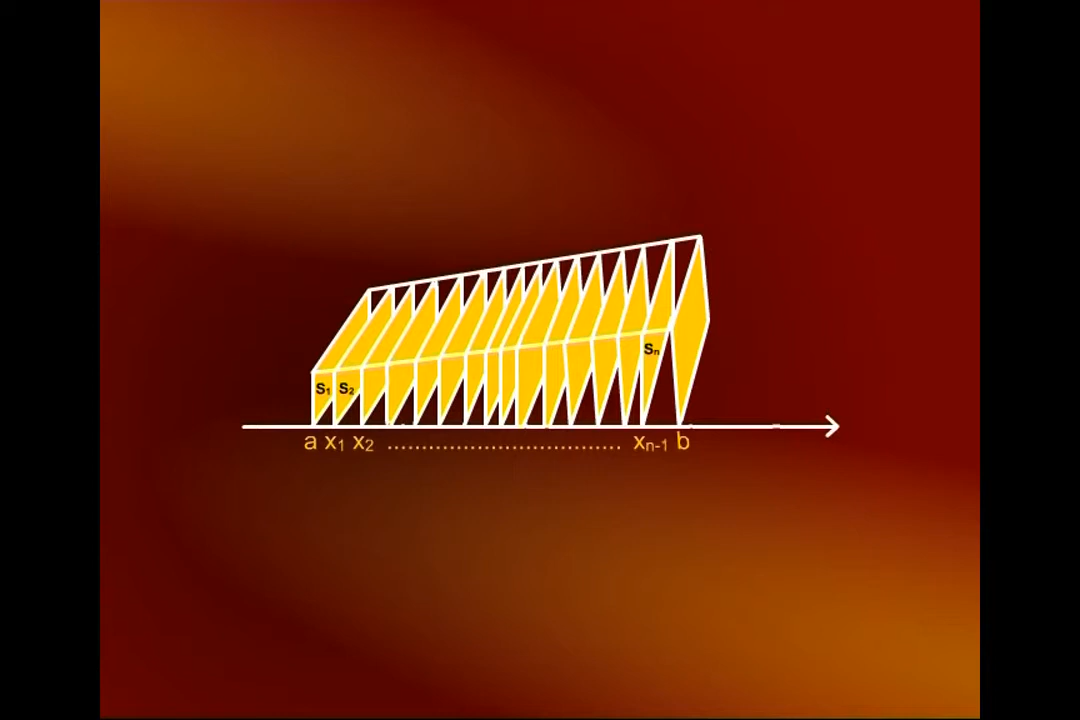 S₁ S₂ Sₙ
a x₁ x₂ ........................................ xₙ₋₁ b